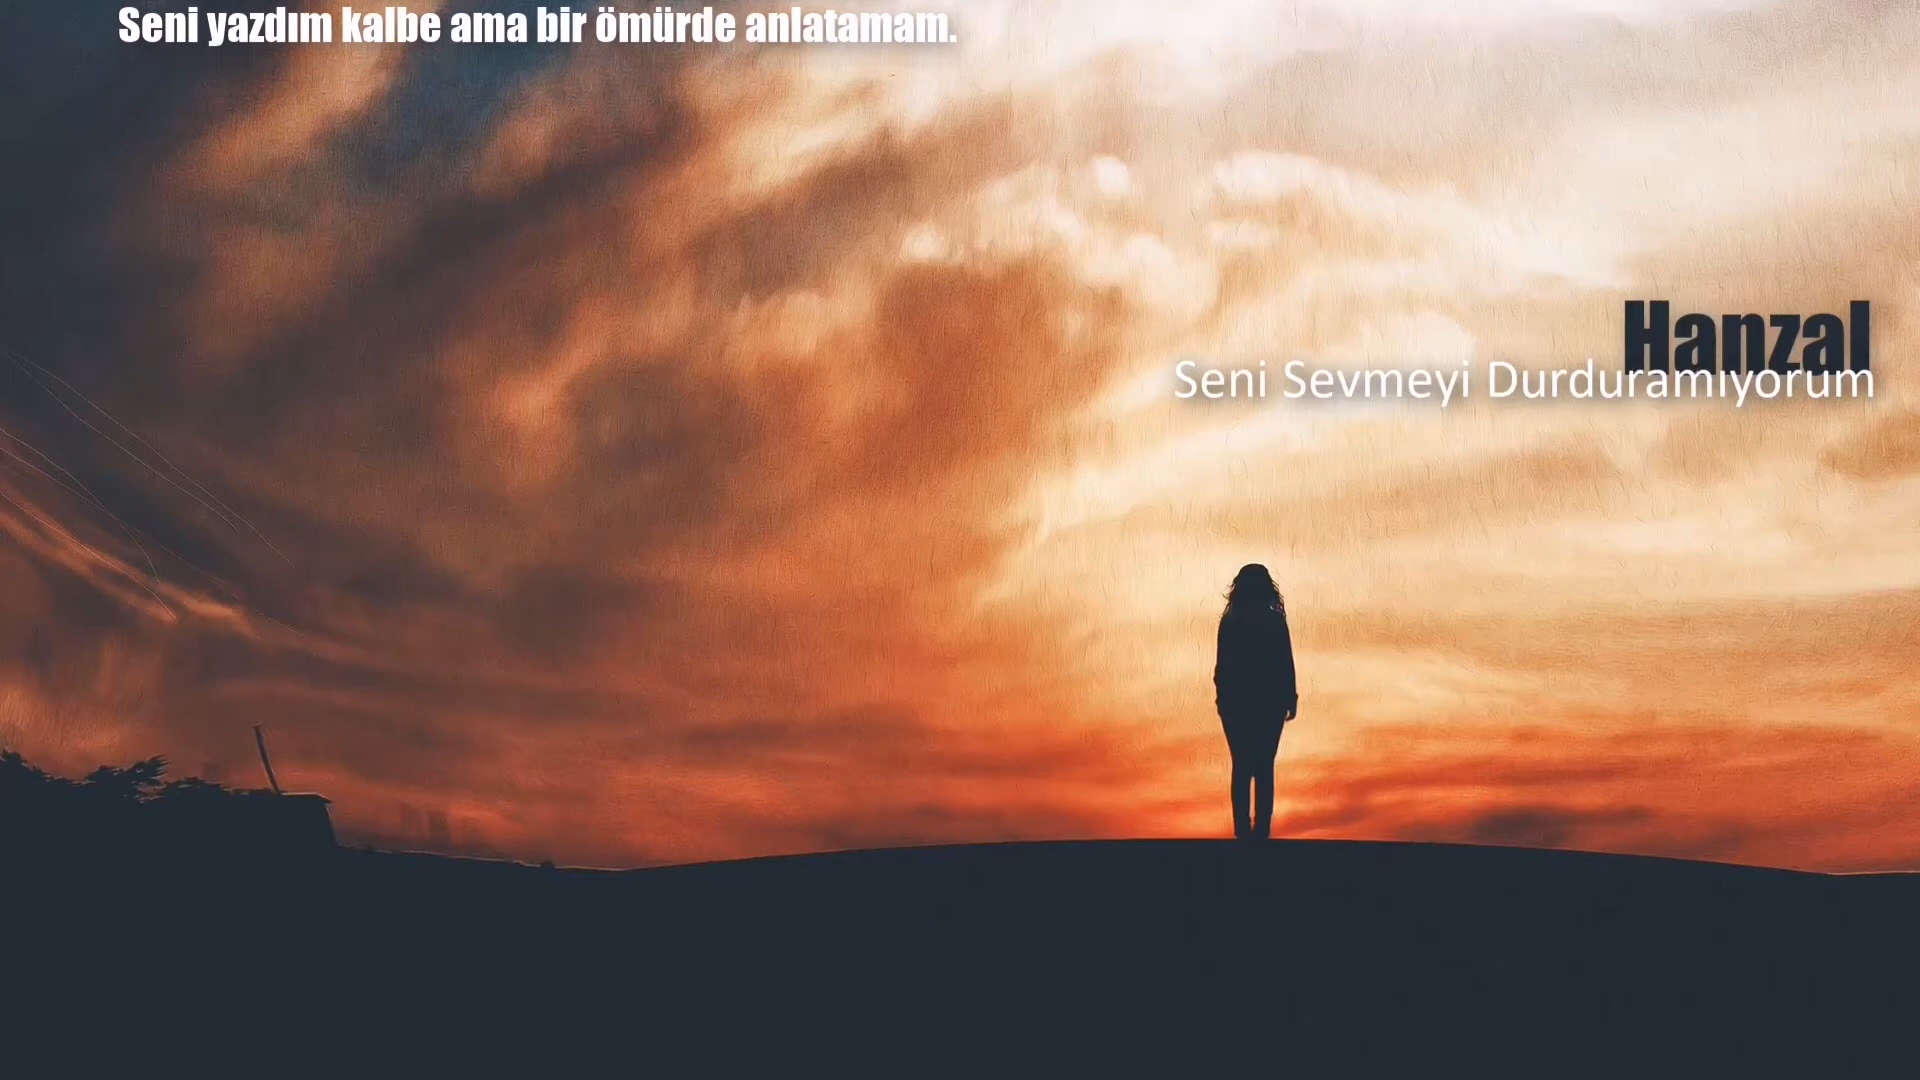 Seni yazdım kalbe ama bir ömürde anlatamam.
Hanzal
Seni Sevmeyi Durduramıyorum